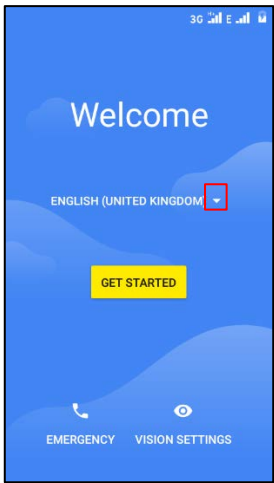 3G E
Welcome
ENGLISH (UNITED KINGDOM)
GET STARTED
EMERGENCY VISION SETTINGS